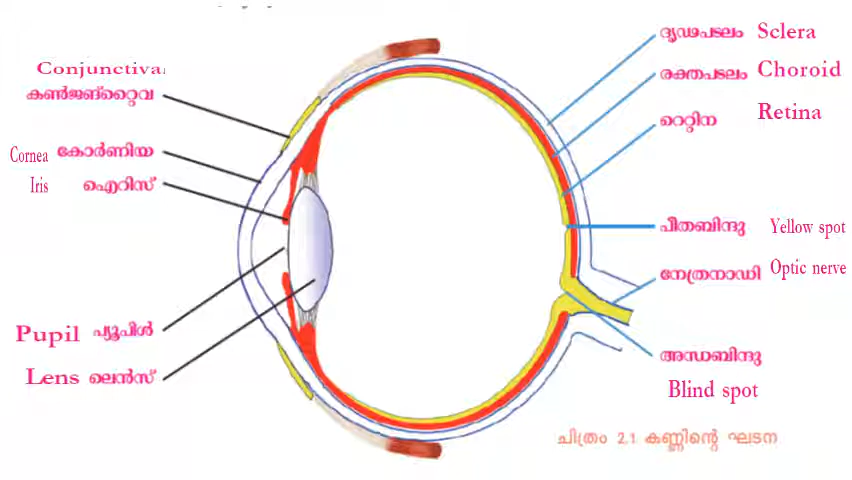 Conjunctiva
കൺജങ്റ്റൈവ
Cornea കോർണിയ
Iris ഐറിസ്
Pupil പ്യൂപിൾ
Lens ലെൻസ്
ദൃഢപടലം Sclera
രക്തപടലം Choroid
റെറ്റിന Retina
പീതബിന്ദു Yellow spot
നേത്രനാഡി Optic nerve
അന്ധബിന്ദു
Blind spot
ചിത്രം 2.1 കണ്ണിന്റെ ഘടന